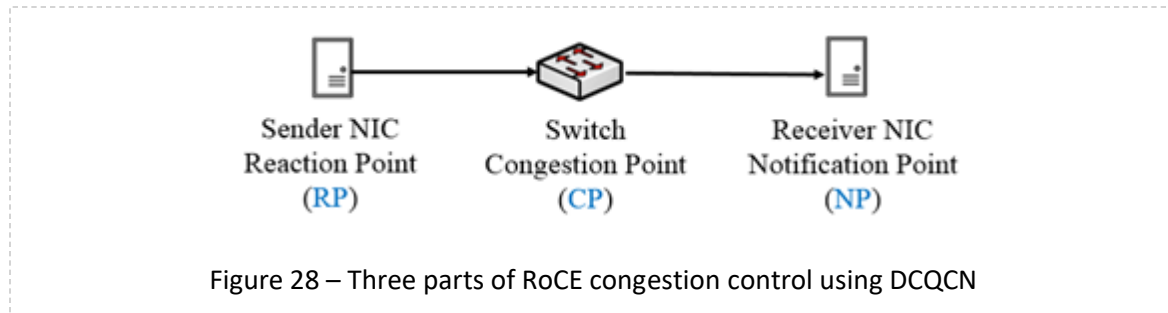 Sender NIC
Reaction Point
(RP)
Switch
Congestion Point
(CP)
Receiver NIC
Notification Point
(NP)
Figure 28 – Three parts of RoCE congestion control using DCQCN